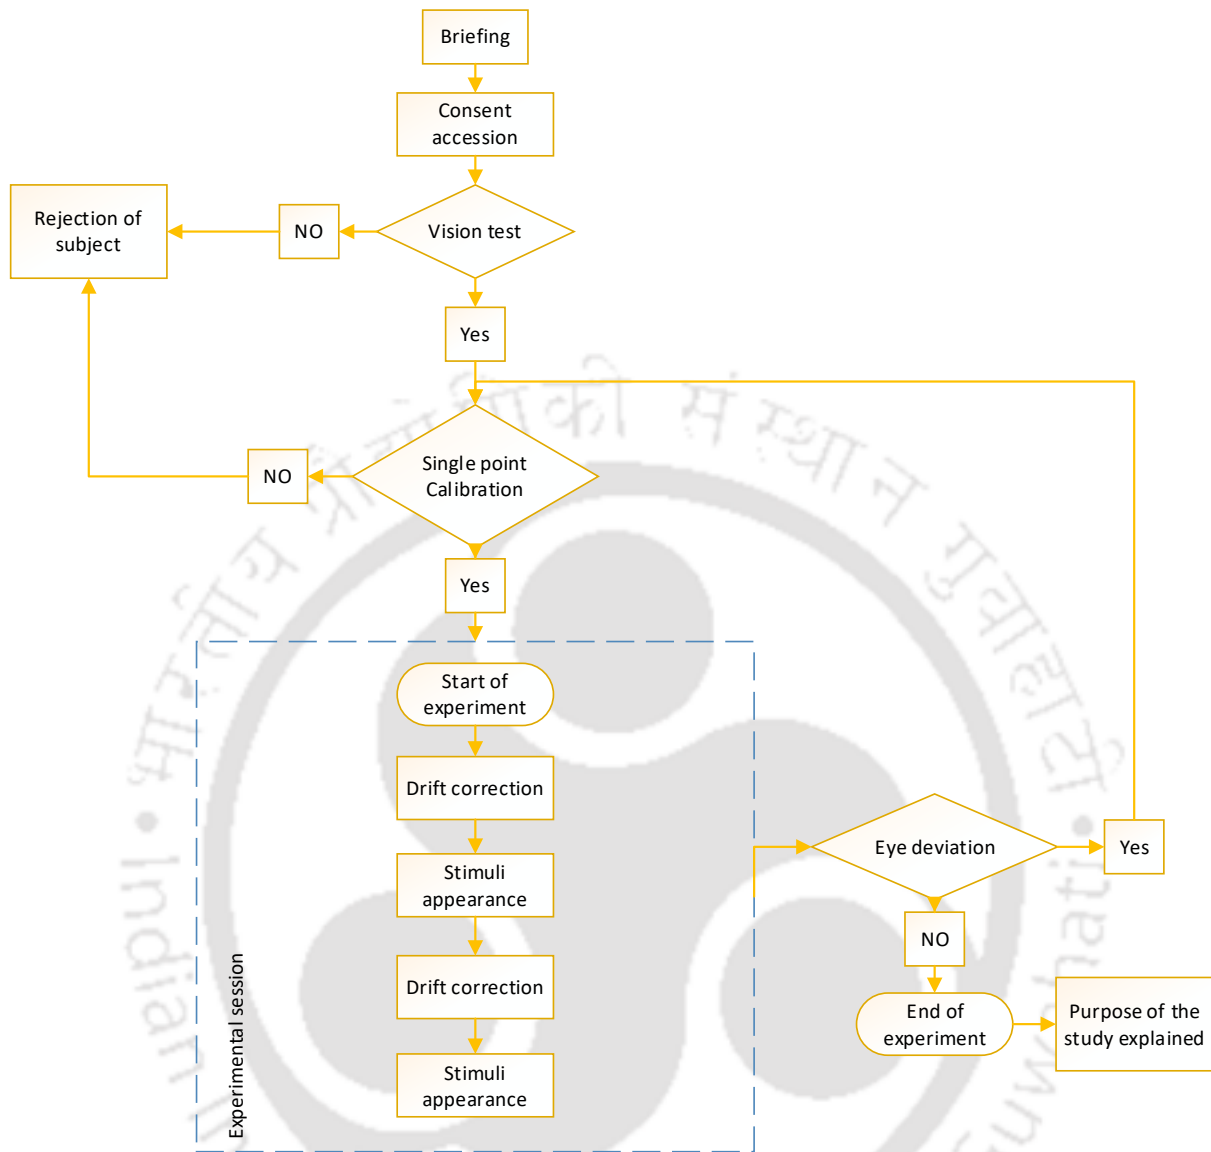 Briefing
Consent
accession
Vision test
NO
Rejection of
subject
Yes
Single point
Calibration
NO
Yes
Start of
experiment
Drift correction
Stimuli
appearance
Drift correction
Stimuli
appearance
Experimental session
Eye deviation
Yes
NO
End of
experiment
Purpose of the
study explained
Indian